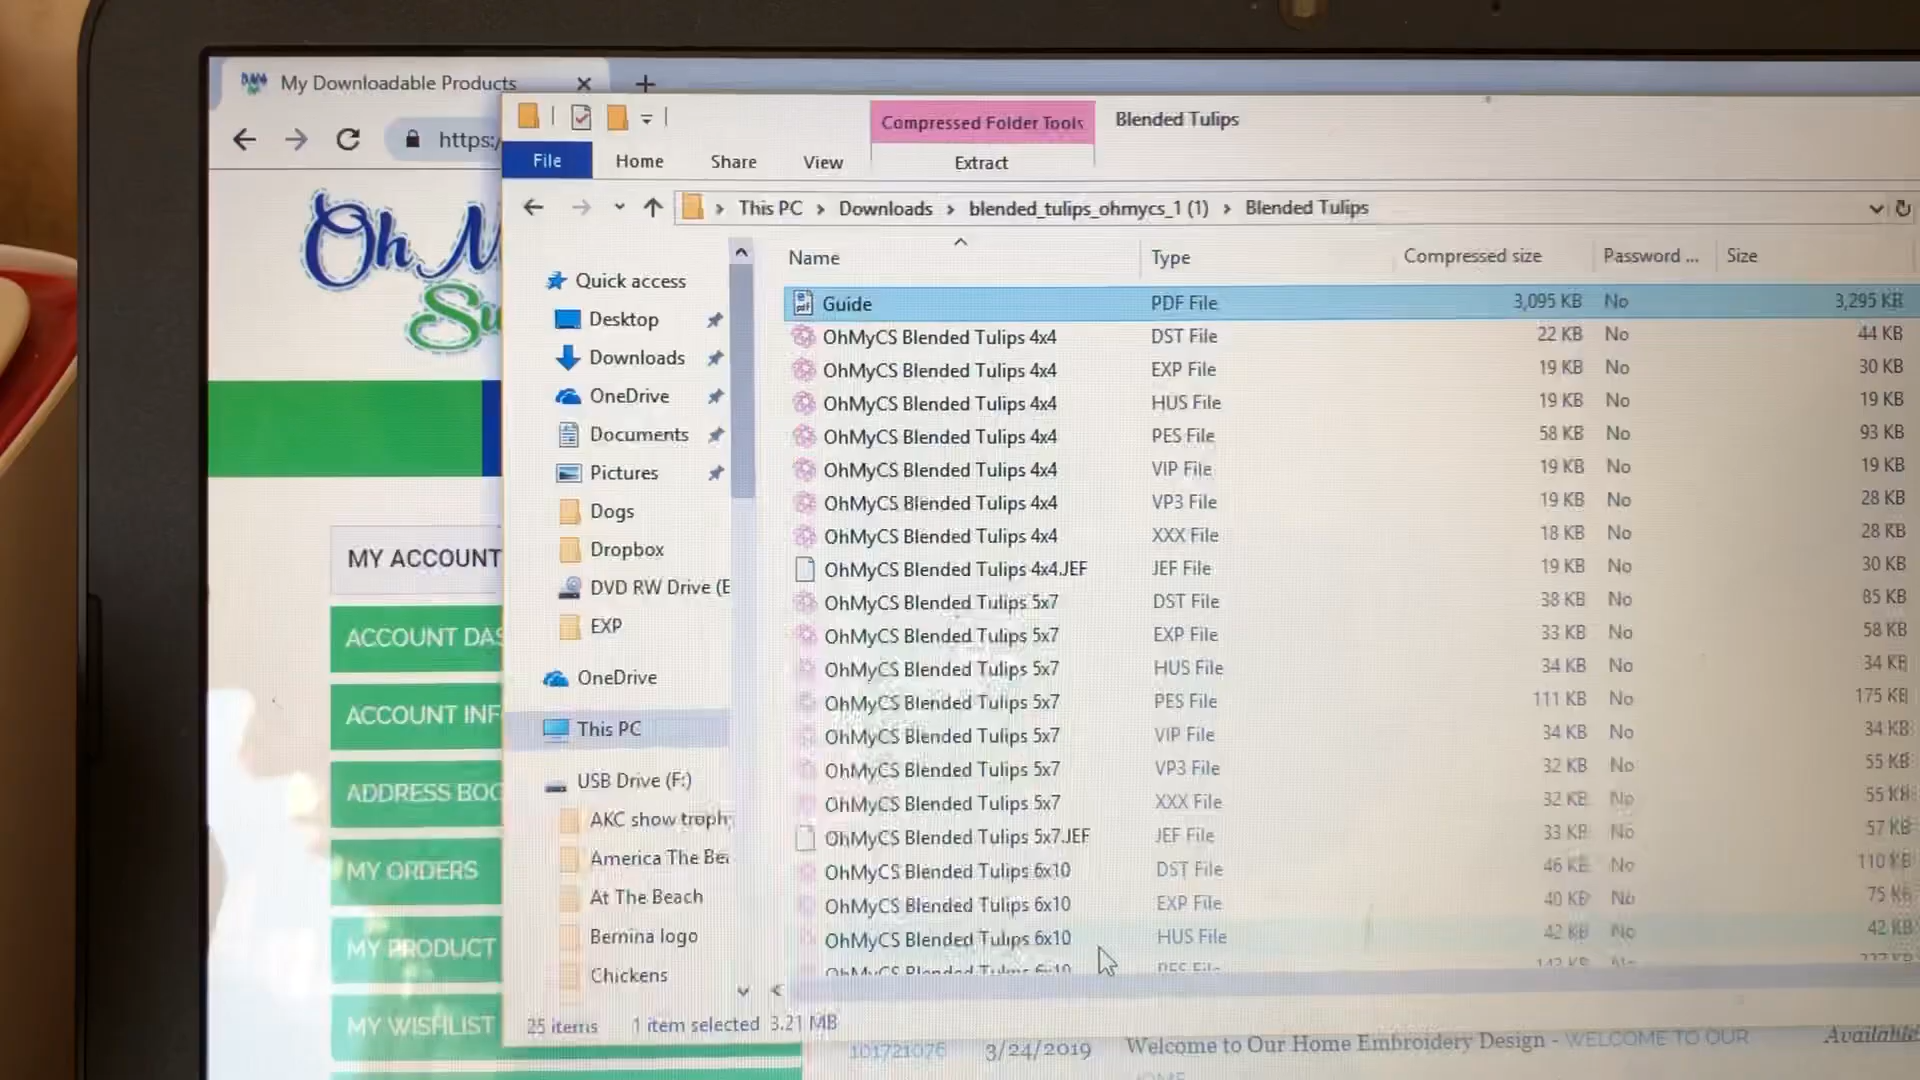 My Downloadable Products
https:/
Oh M
Su
MY ACCOUNT
ACCOUNT DAS
ACCOUNT INF
ADDRESS BOO
MY ORDERS
MY PRODUCT
MY WISHLIST
Compressed Folder Tools
Blended Tulips
File Home Share View Extract
This PC > Downloads > blended_tulips_ohmycs_1 (1) > Blended Tulips
Quick access
Desktop
Downloads
OneDrive
Documents
Pictures
Dogs
Dropbox
DVD RW Drive (E
EXP
OneDrive
This PC
USB Drive (F:)
AKC show troph
America The Bea
At The Beach
Bernina logo
Chickens
Name Type Compressed size Password ... Size
Guide PDF File 3,095 KB No 3,295 KB
OhMyCS Blended Tulips 4x4 DST File 22 KB No 44 KB
OhMyCS Blended Tulips 4x4 EXP File 19 KB No 30 KB
OhMyCS Blended Tulips 4x4 HUS File 19 KB No 19 KB
OhMyCS Blended Tulips 4x4 PES File 58 KB No 93 KB
OhMyCS Blended Tulips 4x4 VIP File 19 KB No 19 KB
OhMyCS Blended Tulips 4x4 VP3 File 19 KB No 28 KB
OhMyCS Blended Tulips 4x4 XXX File 18 KB No 28 KB
OhMyCS Blended Tulips 4x4.JEF JEF File 19 KB No 30 KB
OhMyCS Blended Tulips 5x7 DST File 38 KB No 85 KB
OhMyCS Blended Tulips 5x7 EXP File 33 KB No 58 KB
OhMyCS Blended Tulips 5x7 HUS File 34 KB No 34 KB
OhMyCS Blended Tulips 5x7 PES File 111 KB No 175 KB
OhMyCS Blended Tulips 5x7 VIP File 34 KB No 34 KB
OhMyCS Blended Tulips 5x7 VP3 File 32 KB No 55 KB
OhMyCS Blended Tulips 5x7 XXX File 32 KB No 55 KB
OhMyCS Blended Tulips 5x7.JEF JEF File 33 KB No 57 KB
OhMyCS Blended Tulips 6x10 DST File 46 KB No 110 KB
OhMyCS Blended Tulips 6x10 EXP File 40 KB No 75 KB
OhMyCS Blended Tulips 6x10 HUS File 42 KB No 42 KB
OhMyCS Blended Tulips 6x10
25 items 1 item selected 3.21 MB
101721076 3/24/2019 Welcome to Our Home Embroidery Design - WELCOME TO OUR Available